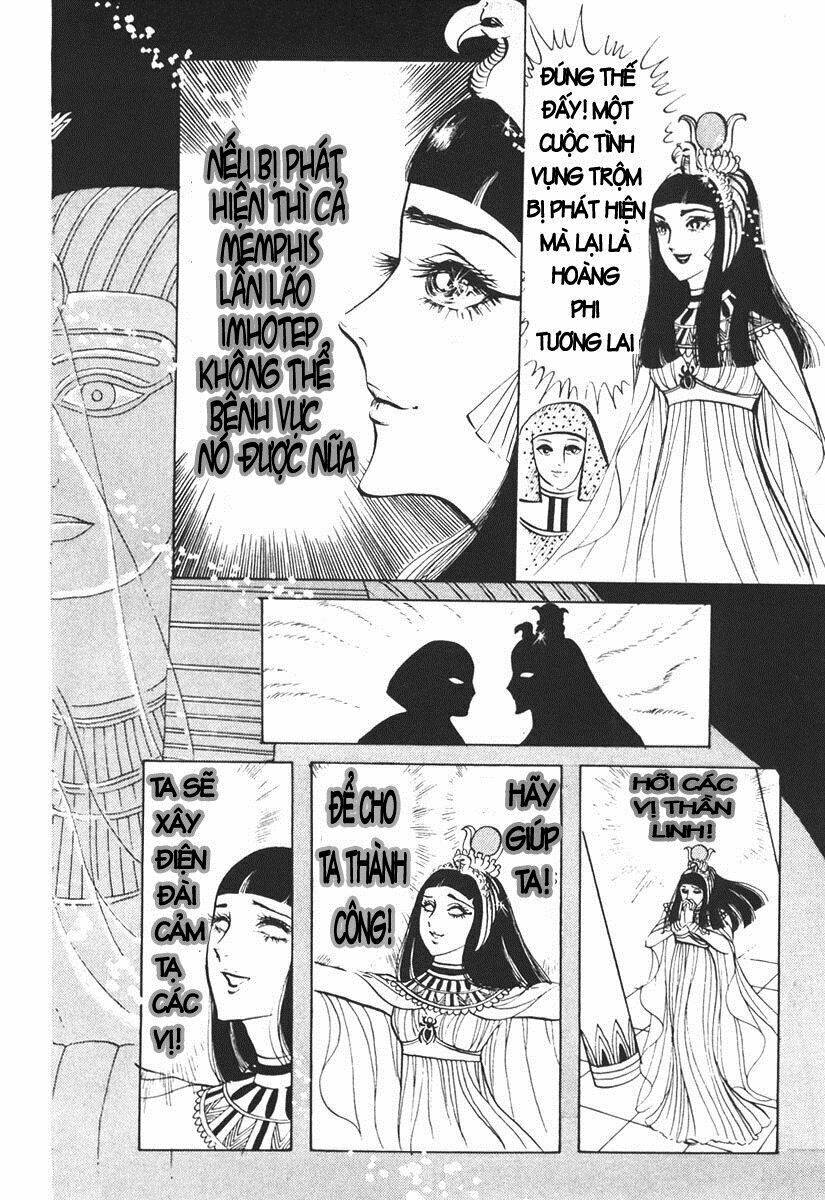 ĐÚNG THẾ
ĐẤY! MỘT
CUỘC TÌNH
VỤNG TRỘM
BỊ PHÁT HIỆN
MÀ LẠI LÀ
HOÀNG
PHI
TƯƠNG LAI
NẾU BỊ PHÁT
HIỆN THÌ CẢ
MEMPHIS
LẪN LÃO
IMHOTEP
KHÔNG THỂ
BÊNH VỰC
NÓ ĐƯỢC NỮA
HỠI CÁC
VỊ THẦN
LINH!
HÃY
GIÚP
TA!
ĐỂ CHO
TA THÀNH
CÔNG!
TA SẼ
XÂY
ĐIỆN
ĐÀI
CẢM
TẠ
CÁC
VỊ!